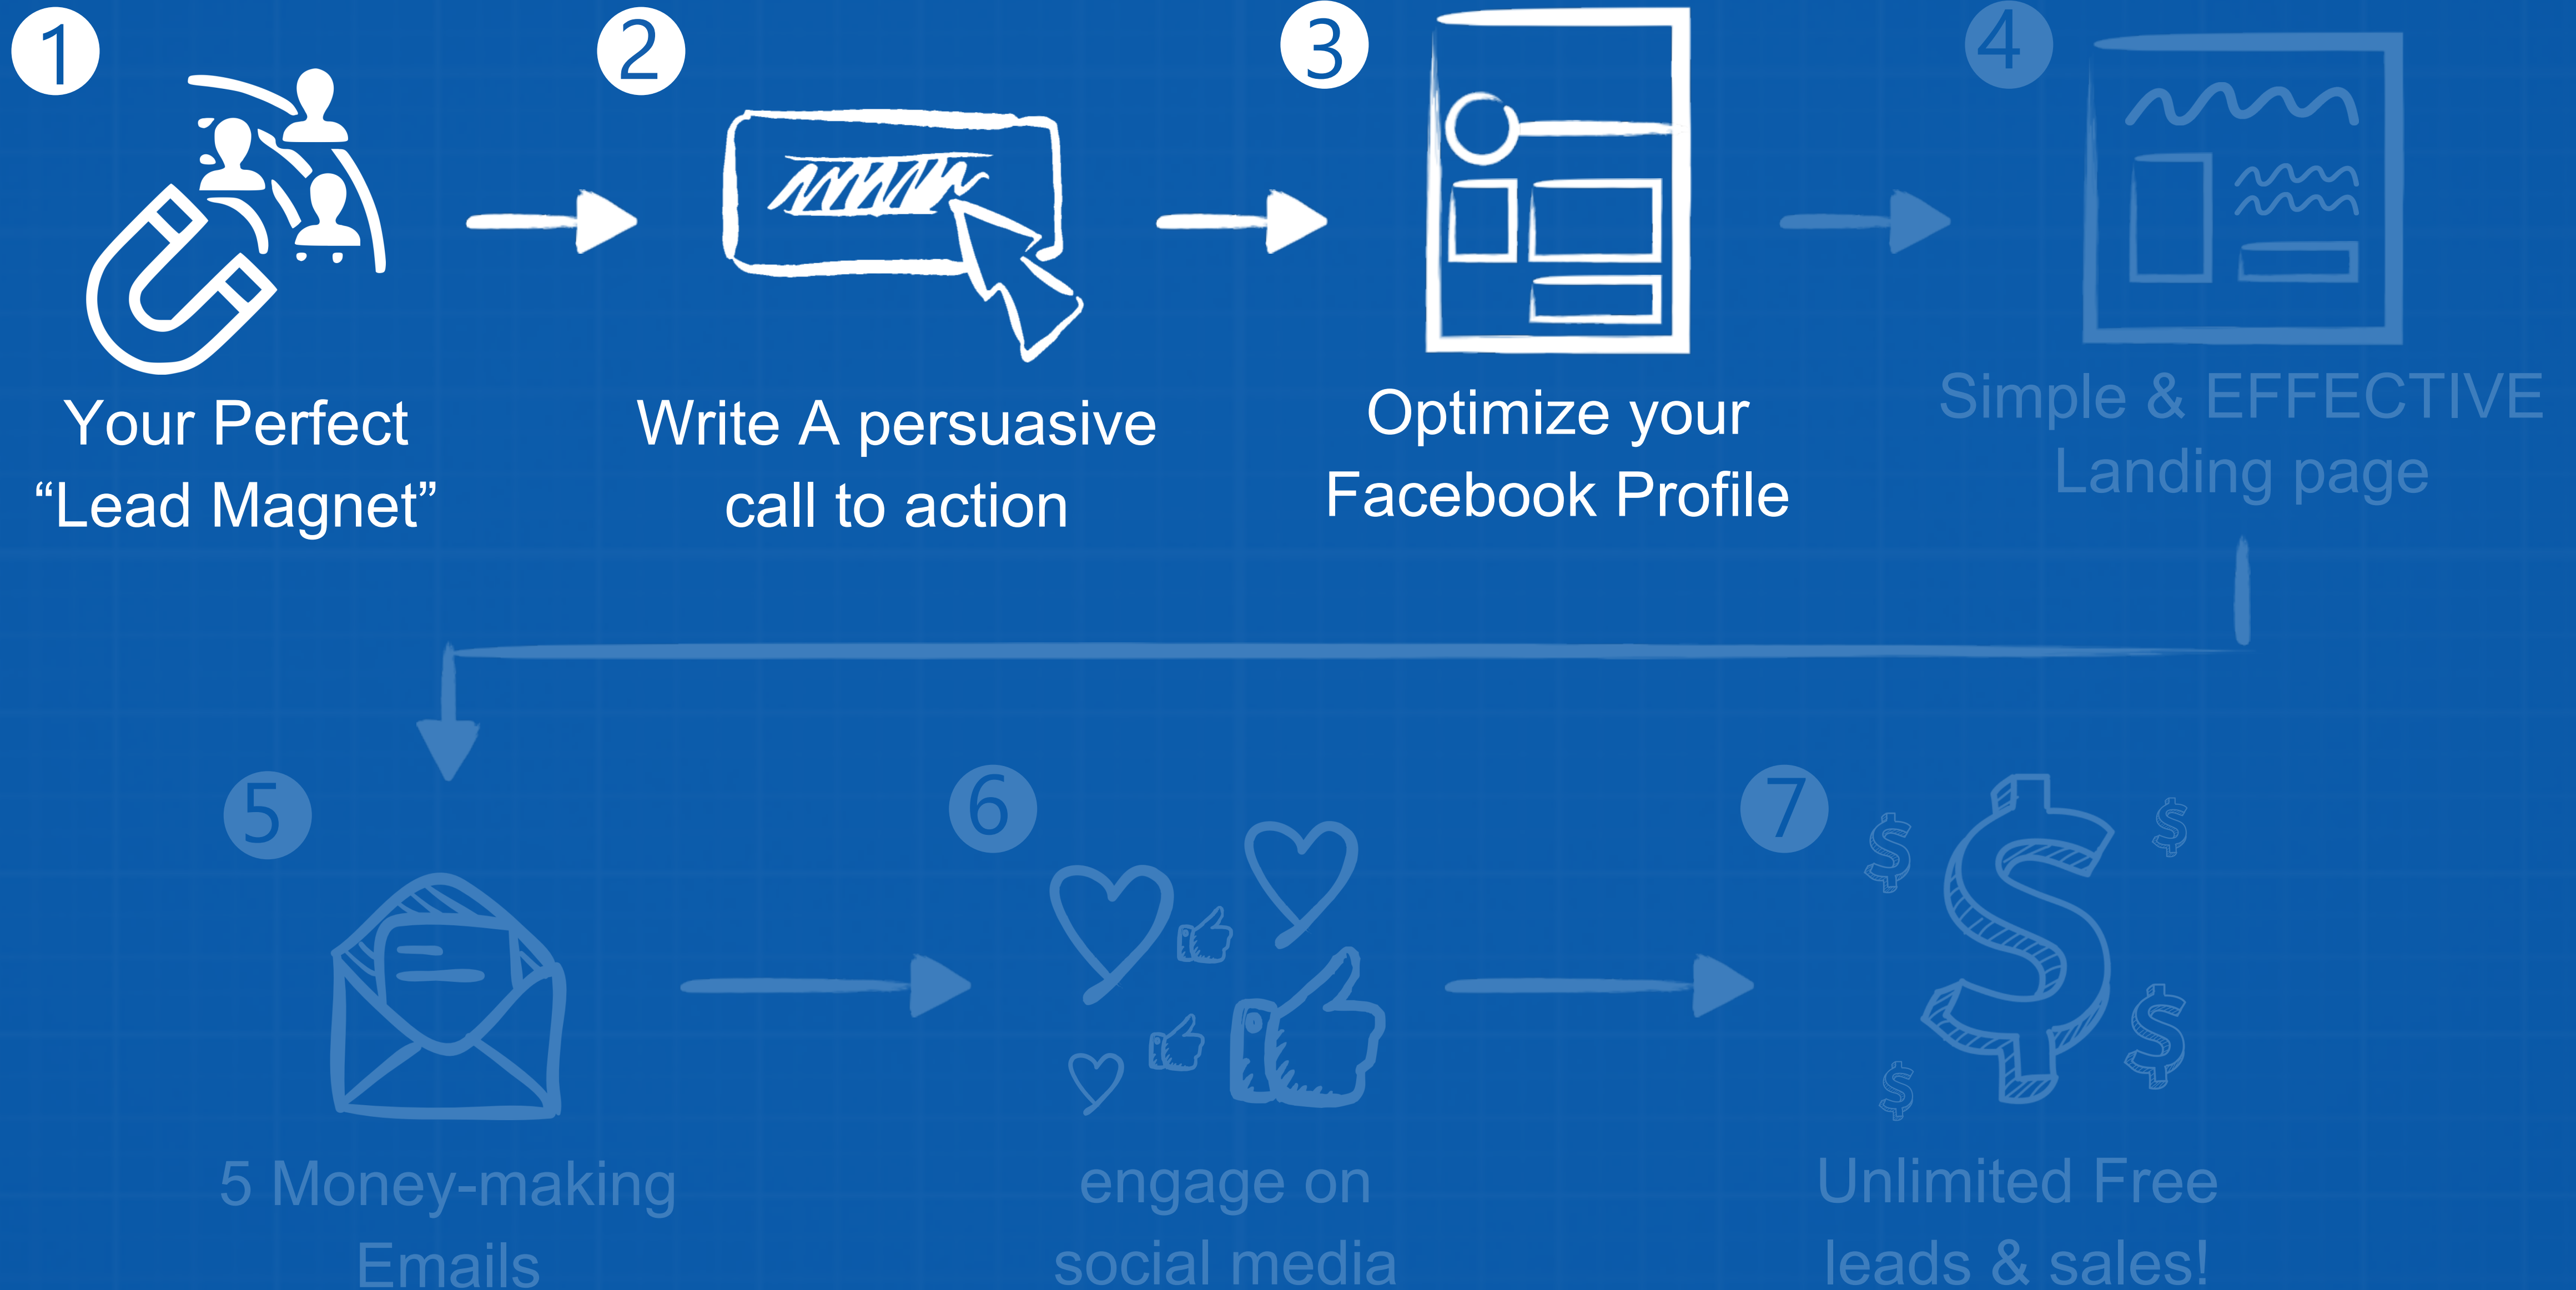 1
Your Perfect
“Lead Magnet”
2
Write A persuasive
call to action
3
Optimize your
Facebook Profile
4
Simple & EFFECTIVE
Landing page
5
5 Money-making
Emails
6
engage on
social media
7
$
$
$
$
$
Unlimited Free
leads & sales!